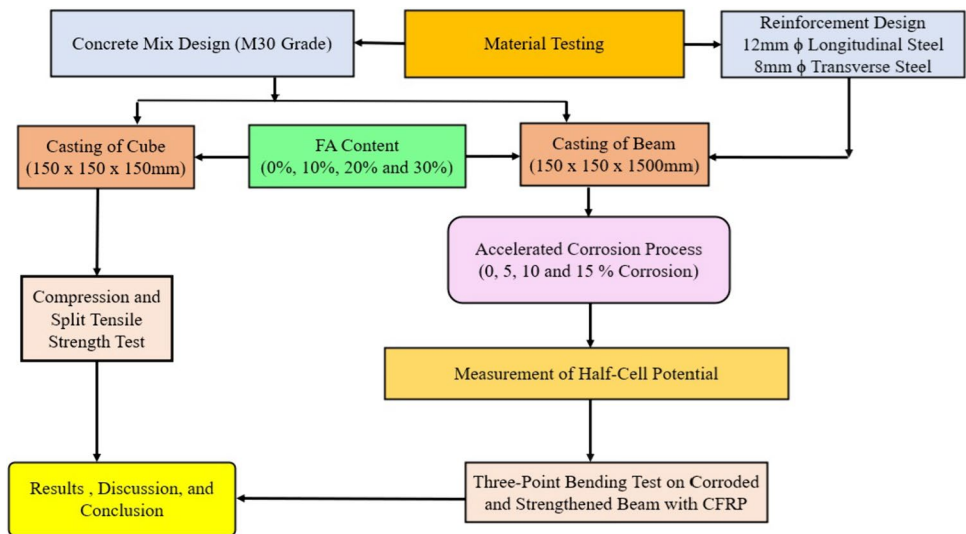 Concrete Mix Design (M30 Grade)
Material Testing
Reinforcement Design
12mm ϕ Longitudinal Steel
8mm ϕ Transverse Steel
Casting of Cube
(150 x 150 x 150mm)
FA Content
(0%, 10%, 20% and 30%)
Casting of Beam
(150 x 150 x 1500mm)
Accelerated Corrosion Process
(0, 5, 10 and 15 % Corrosion)
Compression and
Split Tensile
Strength Test
Measurement of Half-Cell Potential
Results , Discussion, and
Conclusion
Three-Point Bending Test on Corroded
and Strengthened Beam with CFRP